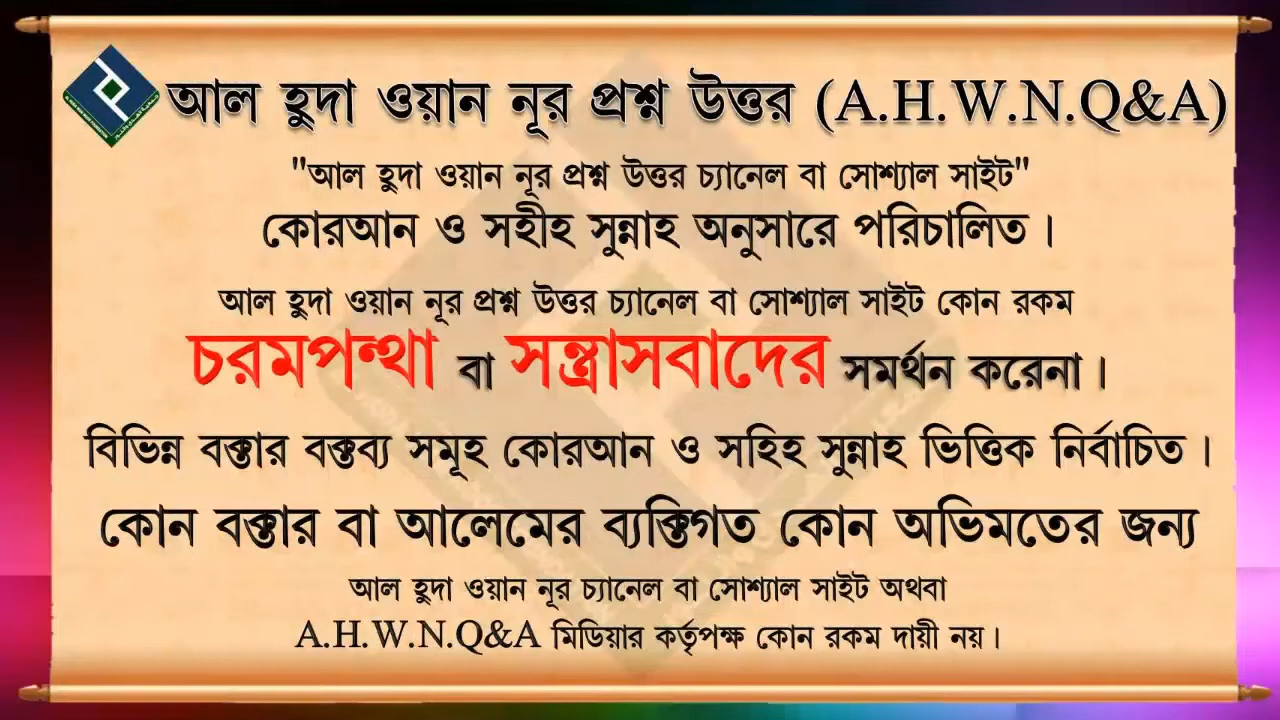 আল হুদা ওয়ান নূর প্রশ্ন উত্তর (A.H.W.N.Q&A)
"আল হুদা ওয়ান নূর প্রশ্ন উত্তর চ্যানেল বা সোশ্যাল সাইট"
কোরআন ও সহীহ সুন্নাহ অনুসারে পরিচালিত ।
আল হুদা ওয়ান নূর প্রশ্ন উত্তর চ্যানেল বা সোশ্যাল সাইট কোন রকম
চরমপন্থা বা সন্ত্রাসবাদের সমর্থন করেনা ।
বিভিন্ন বক্তার বক্তব্য সমূহ কোরআন ও সহিহ সুন্নাহ ভিত্তিক নির্বাচিত ।
কোন বক্তার বা আলেমের ব্যক্তিগত কোন অভিমতের জন্য
আল হুদা ওয়ান নূর চ্যানেল বা সোশ্যাল সাইট অথবা
A.H.W.N.Q&A মিডিয়ার কর্তৃপক্ষ কোন রকম দায়ী নয় ।